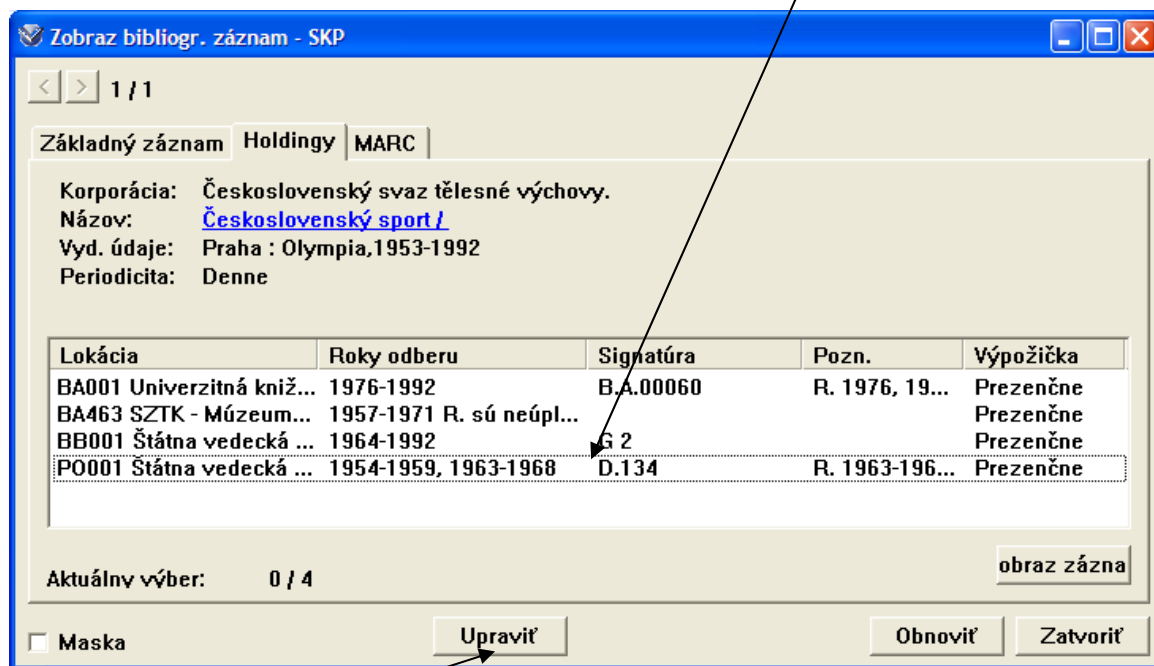 Zobraz bibliogr. záznam - SKP
< > 1 / 1
Základný záznam Holdingy MARC
Korporácia: Československý svaz tělesné výchovy.
Názov: Československý sport /
Vyd. údaje: Praha : Olympia,1953-1992
Periodicita: Denne
Lokácia Roky odberu Signatúra Pozn. Výpožička
BA001 Univerzitná kniž... 1976-1992 B.A.00060 R. 1976, 19... Prezenčne
BA463 SZTK - Múzeum... 1957-1971 R. sú neúpl... Prezenčne
BB001 Štátna vedecká ... 1964-1992 G 2 Prezenčne
PO001 Štátna vedecká ... 1954-1959, 1963-1968 D.134 R. 1963-196... Prezenčne
obraz zázna
Aktuálny výber: 0 / 4
Maska Upraviť Obnoviť Zatvoriť